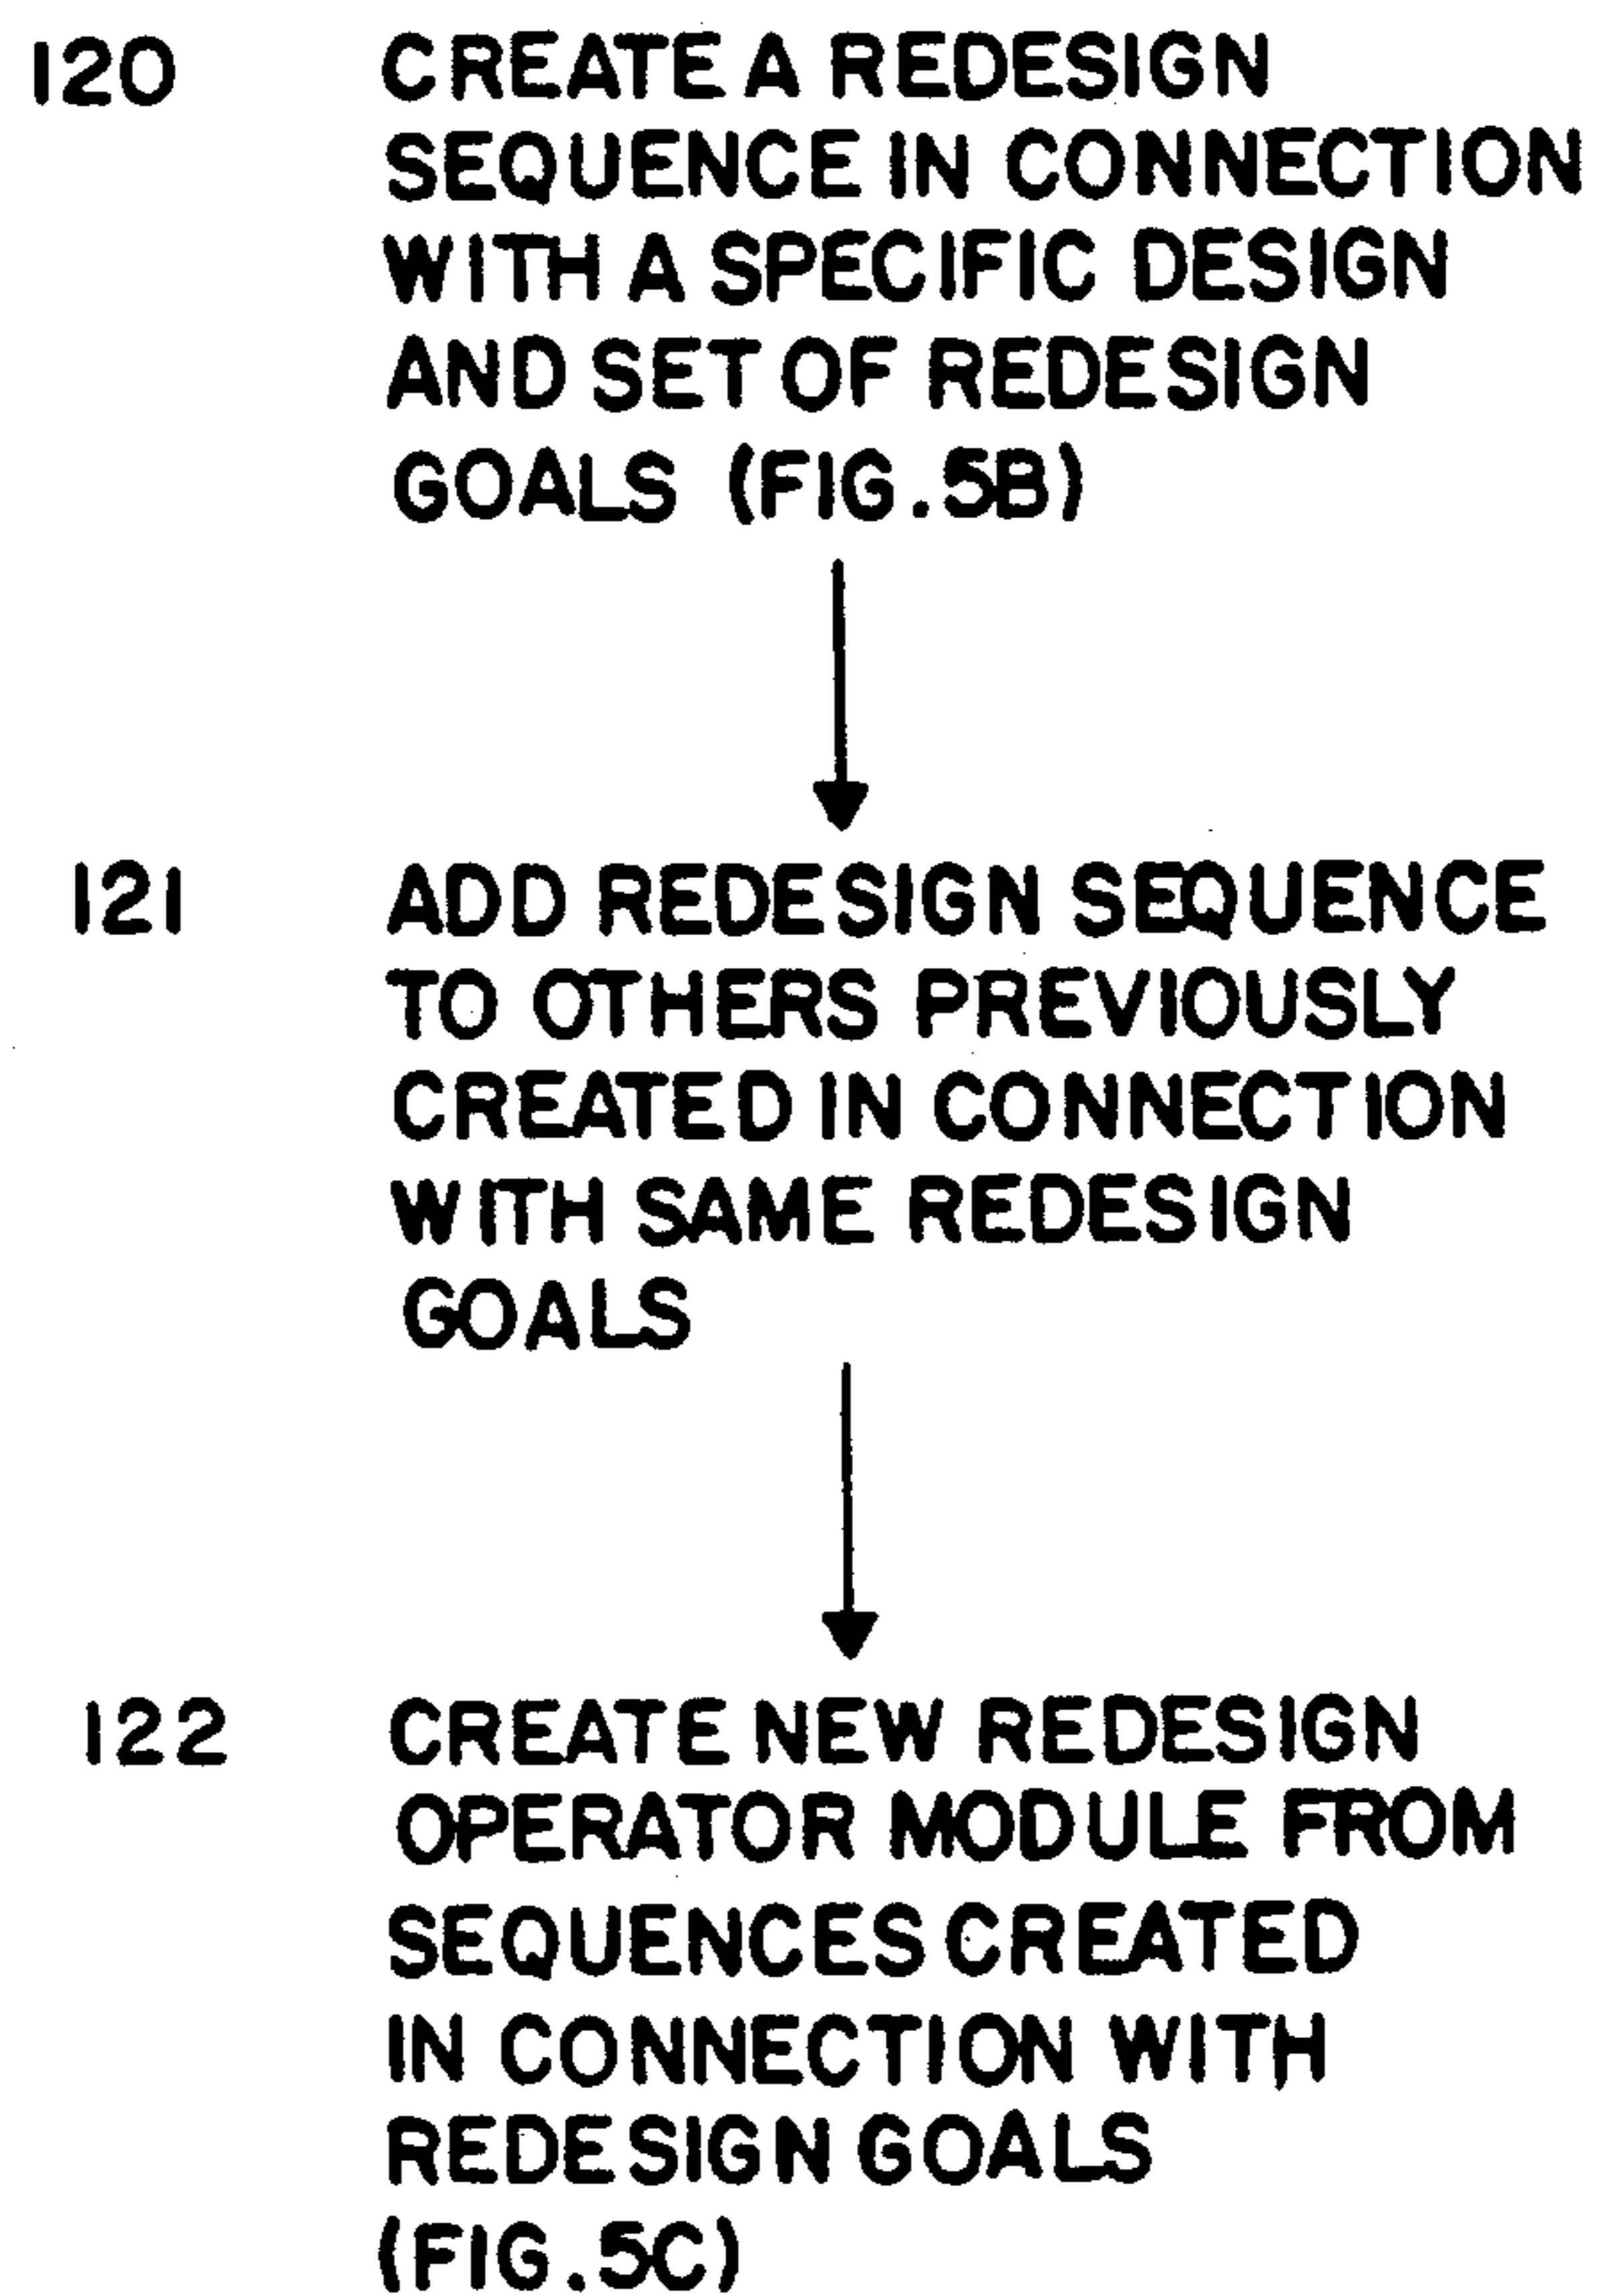 120 CREATE A REDESIGN
SEQUENCE IN CONNECTION
WITH A SPECIFIC DESIGN
AND SET OF REDESIGN
GOALS (FIG. 5B)
121 ADD REDESIGN SEQUENCE
TO OTHERS PREVIOUSLY
CREATED IN CONNECTION
WITH SAME REDESIGN
GOALS
122 CREATE NEW REDESIGN
OPERATOR MODULE FROM
SEQUENCES CREATED
IN CONNECTION WITH
REDESIGN GOALS
(FIG. 5C)